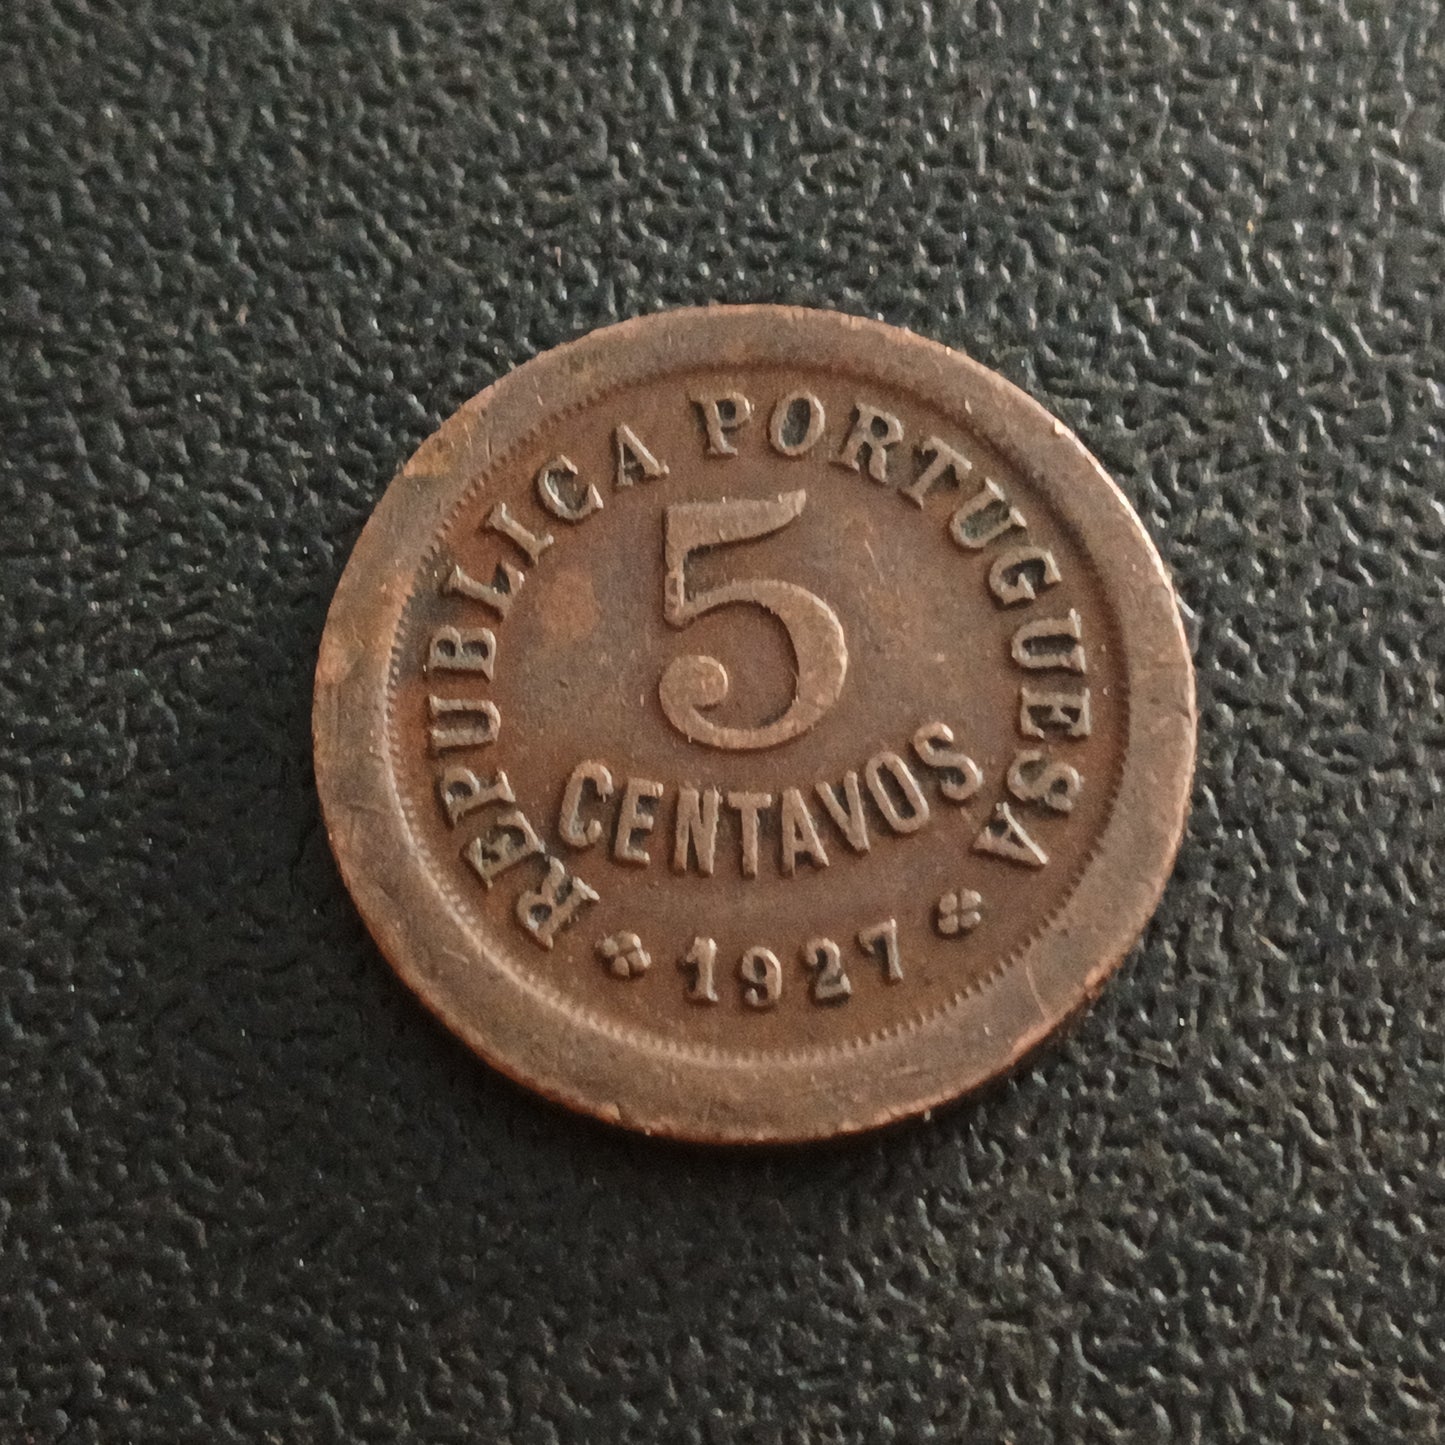 REPUBLICA PORTUGUESA
5
CENTAVOS
1927